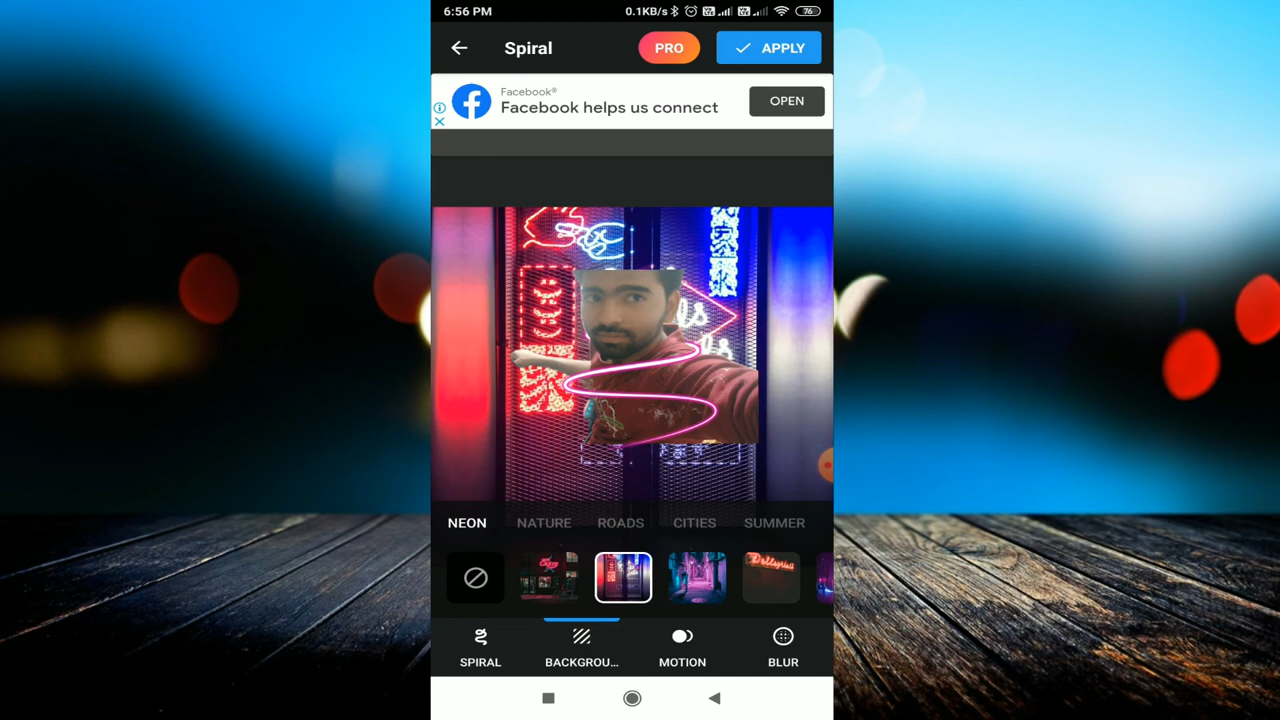 6:56 PM 0.1KB/s 76
Spiral PRO APPLY
Facebook®
Facebook helps us connect
OPEN
NEON NATURE ROADS CITIES SUMMER
SPIRAL BACKGROU... MOTION BLUR